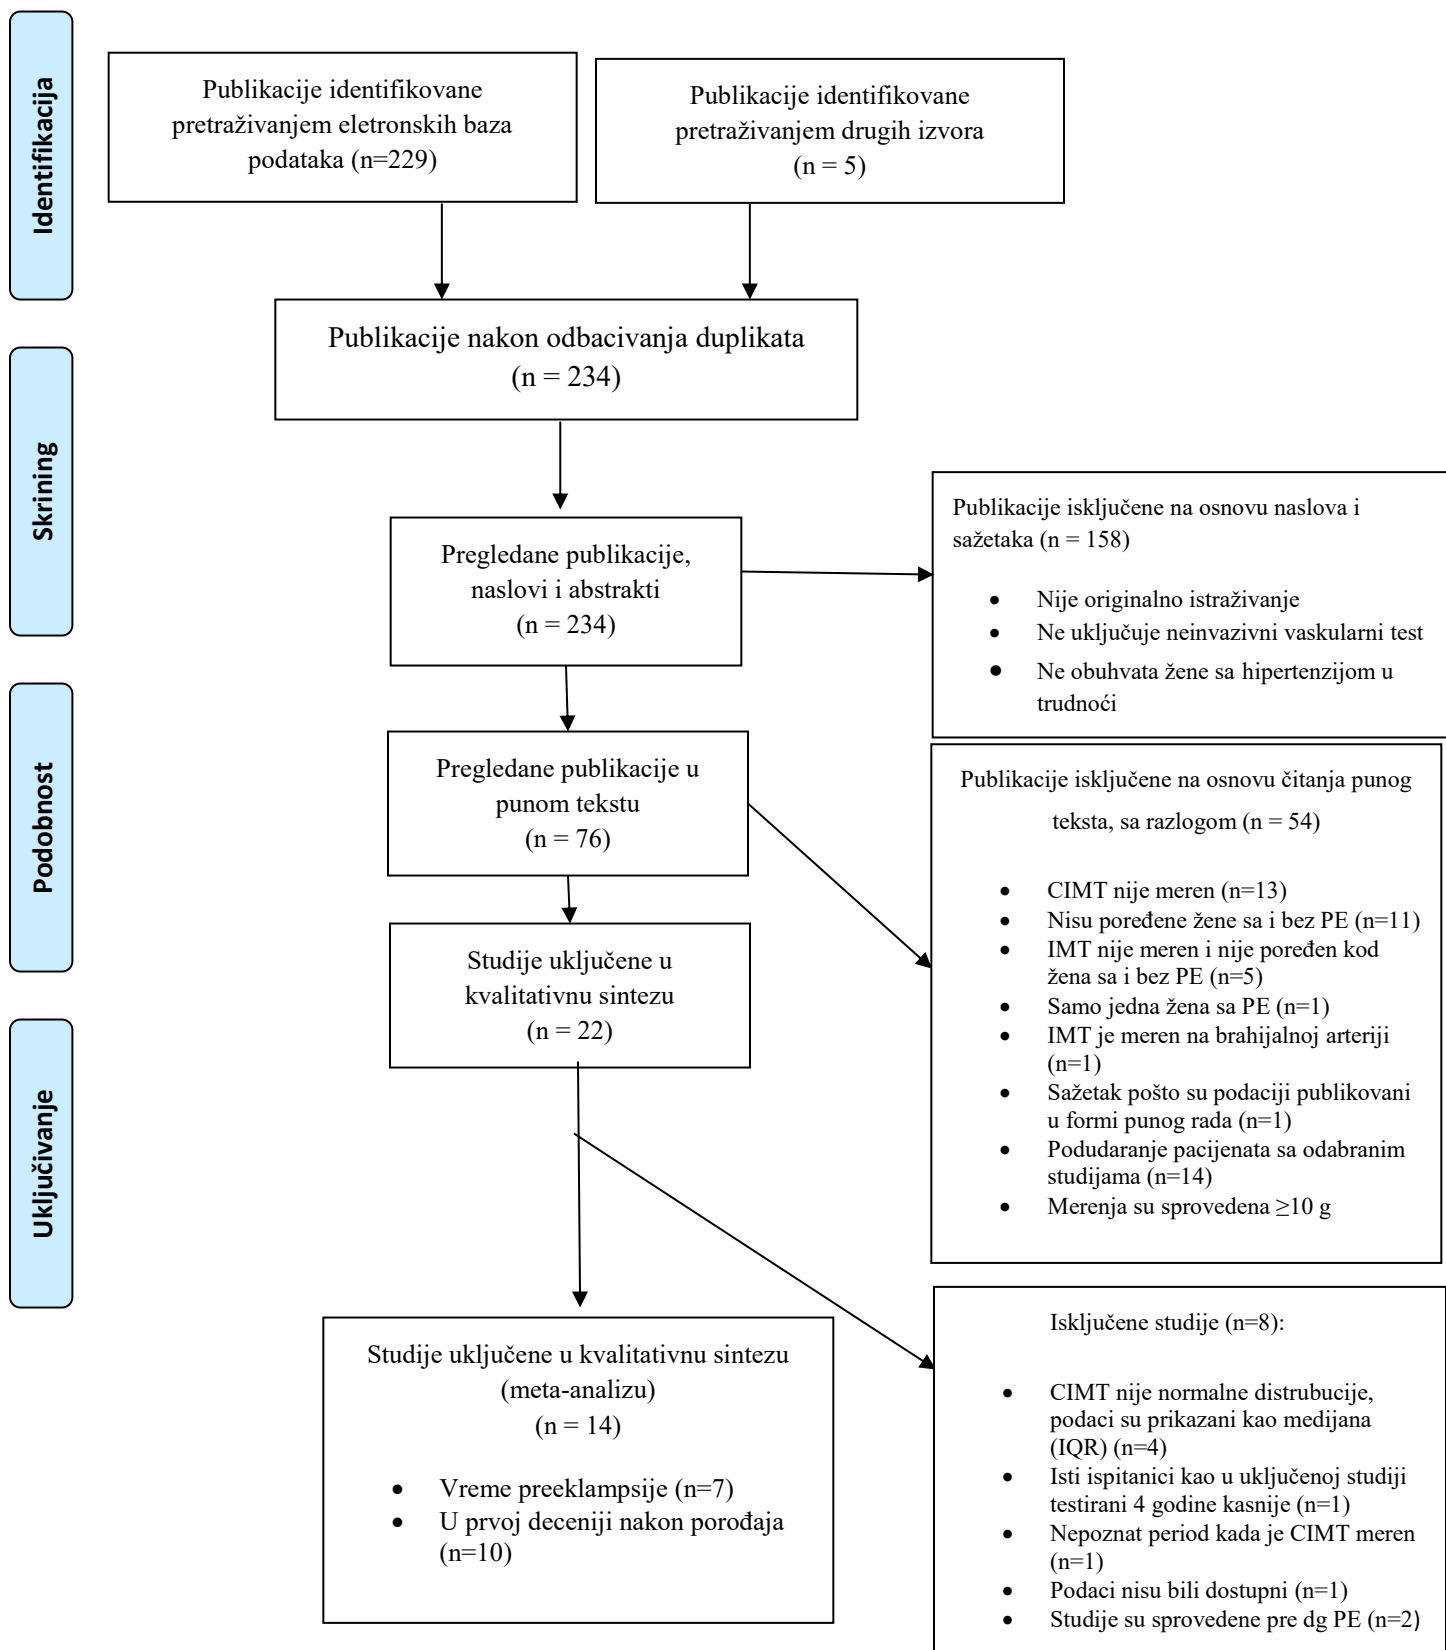 Identifikacija
Publikacije identifikovane
pretraživanjem eletronskih baza
podataka (n=229)
Publikacije identifikovane
pretraživanjem drugih izvora
(n = 5)
Publikacije nakon odbacivanja duplikata
(n = 234)
Skrining
Pregledane publikacije,
naslovi i abstrakti
(n = 234)
Publikacije isključene na osnovu naslova i
sažetaka (n = 158)
• Nije originalno istraživanje
• Ne uključuje neinvazivni vaskularni test
• Ne obuhvata žene sa hipertenzijom u
trudnoći
Podobnost
Pregledane publikacije u
punom tekstu
(n = 76)
Publikacije isključene na osnovu čitanja punog
teksta, sa razlogom (n = 54)
• CIMT nije meren (n=13)
• Nisu poređene žene sa i bez PE (n=11)
• IMT nije meren i nije poređen kod
žena sa i bez PE (n=5)
• Samo jedna žena sa PE (n=1)
• IMT je meren na brahijalnoj arteriji
(n=1)
• Sažetak pošto su podaciji publikovani
u formi punog rada (n=1)
• Podudaranje pacijenata sa odabranim
studijama (n=14)
• Merenja su sprovedena ≥10 g
Studije uključene u
kvalitativnu sintezu
(n = 22)
Uključivanje
Studije uključene u kvalitativnu sintezu
(meta-analizu)
(n = 14)
• Vreme preeklampsije (n=7)
• U prvoj deceniji nakon porođaja
(n=10)
Isključene studije (n=8):
• CIMT nije normalne distrubucije,
podaci su prikazani kao medijana
(IQR) (n=4)
• Isti ispitanici kao u uključenoj studiji
testirani 4 godine kasnije (n=1)
• Nepoznat period kada je CIMT meren
(n=1)
• Podaci nisu bili dostupni (n=1)
• Studije su sprovedene pre dg PE (n=2)